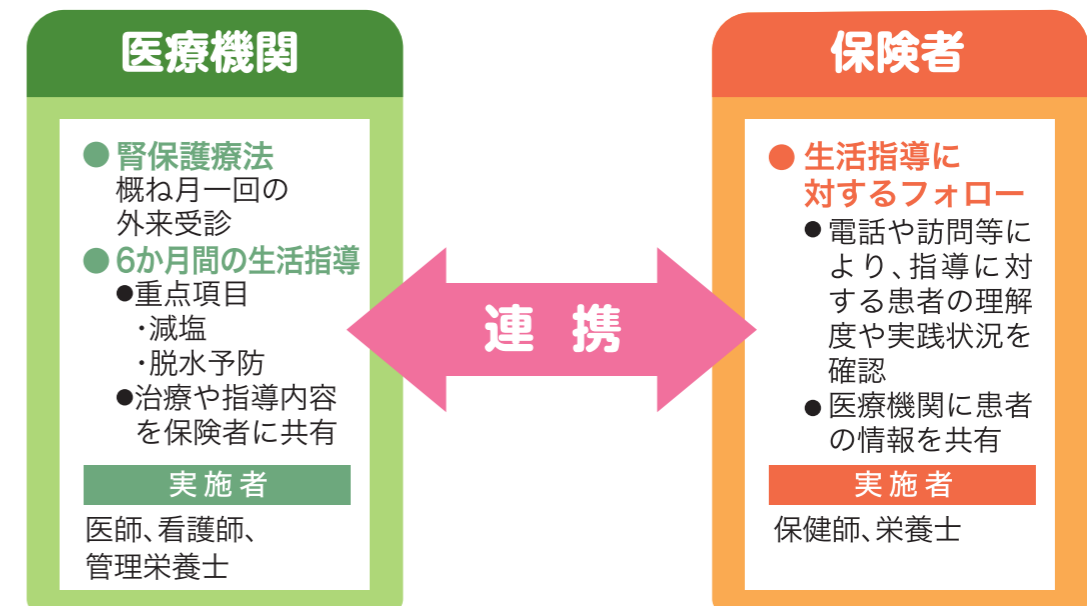 医療機関
●腎保護療法
概ね月一回の
外来受診
●6か月間の生活指導
●重点項目
・減塩
・脱水予防
●治療や指導内容
を保険者に共有
実施者
医師、看護師、
管理栄養士
連携
保険者
●生活指導に
対するフォロー
●電話や訪問等に
より、指導に対
する患者の理解
度や実践状況を
確認
●医療機関に患者
の情報を共有
実施者
保健師、栄養士